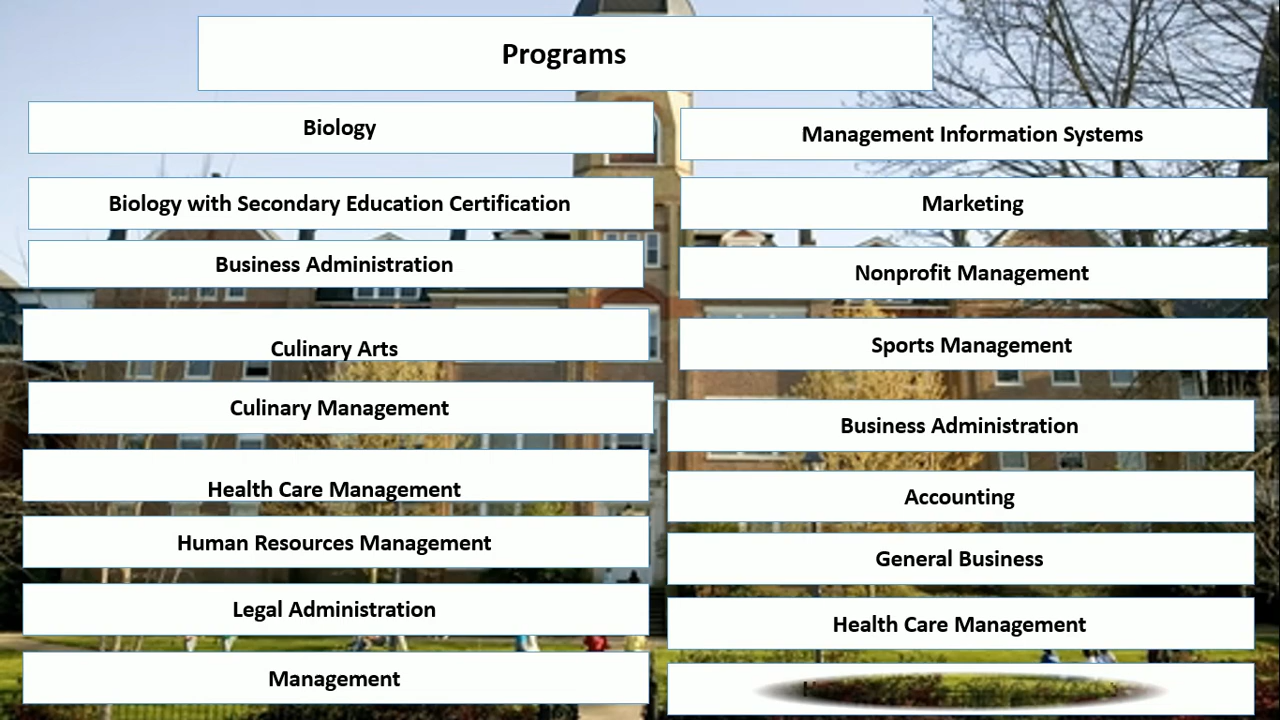 Programs
Biology
Biology with Secondary Education Certification
Business Administration
Culinary Arts
Culinary Management
Health Care Management
Human Resources Management
Legal Administration
Management
Management Information Systems
Marketing
Nonprofit Management
Sports Management
Business Administration
Accounting
General Business
Health Care Management